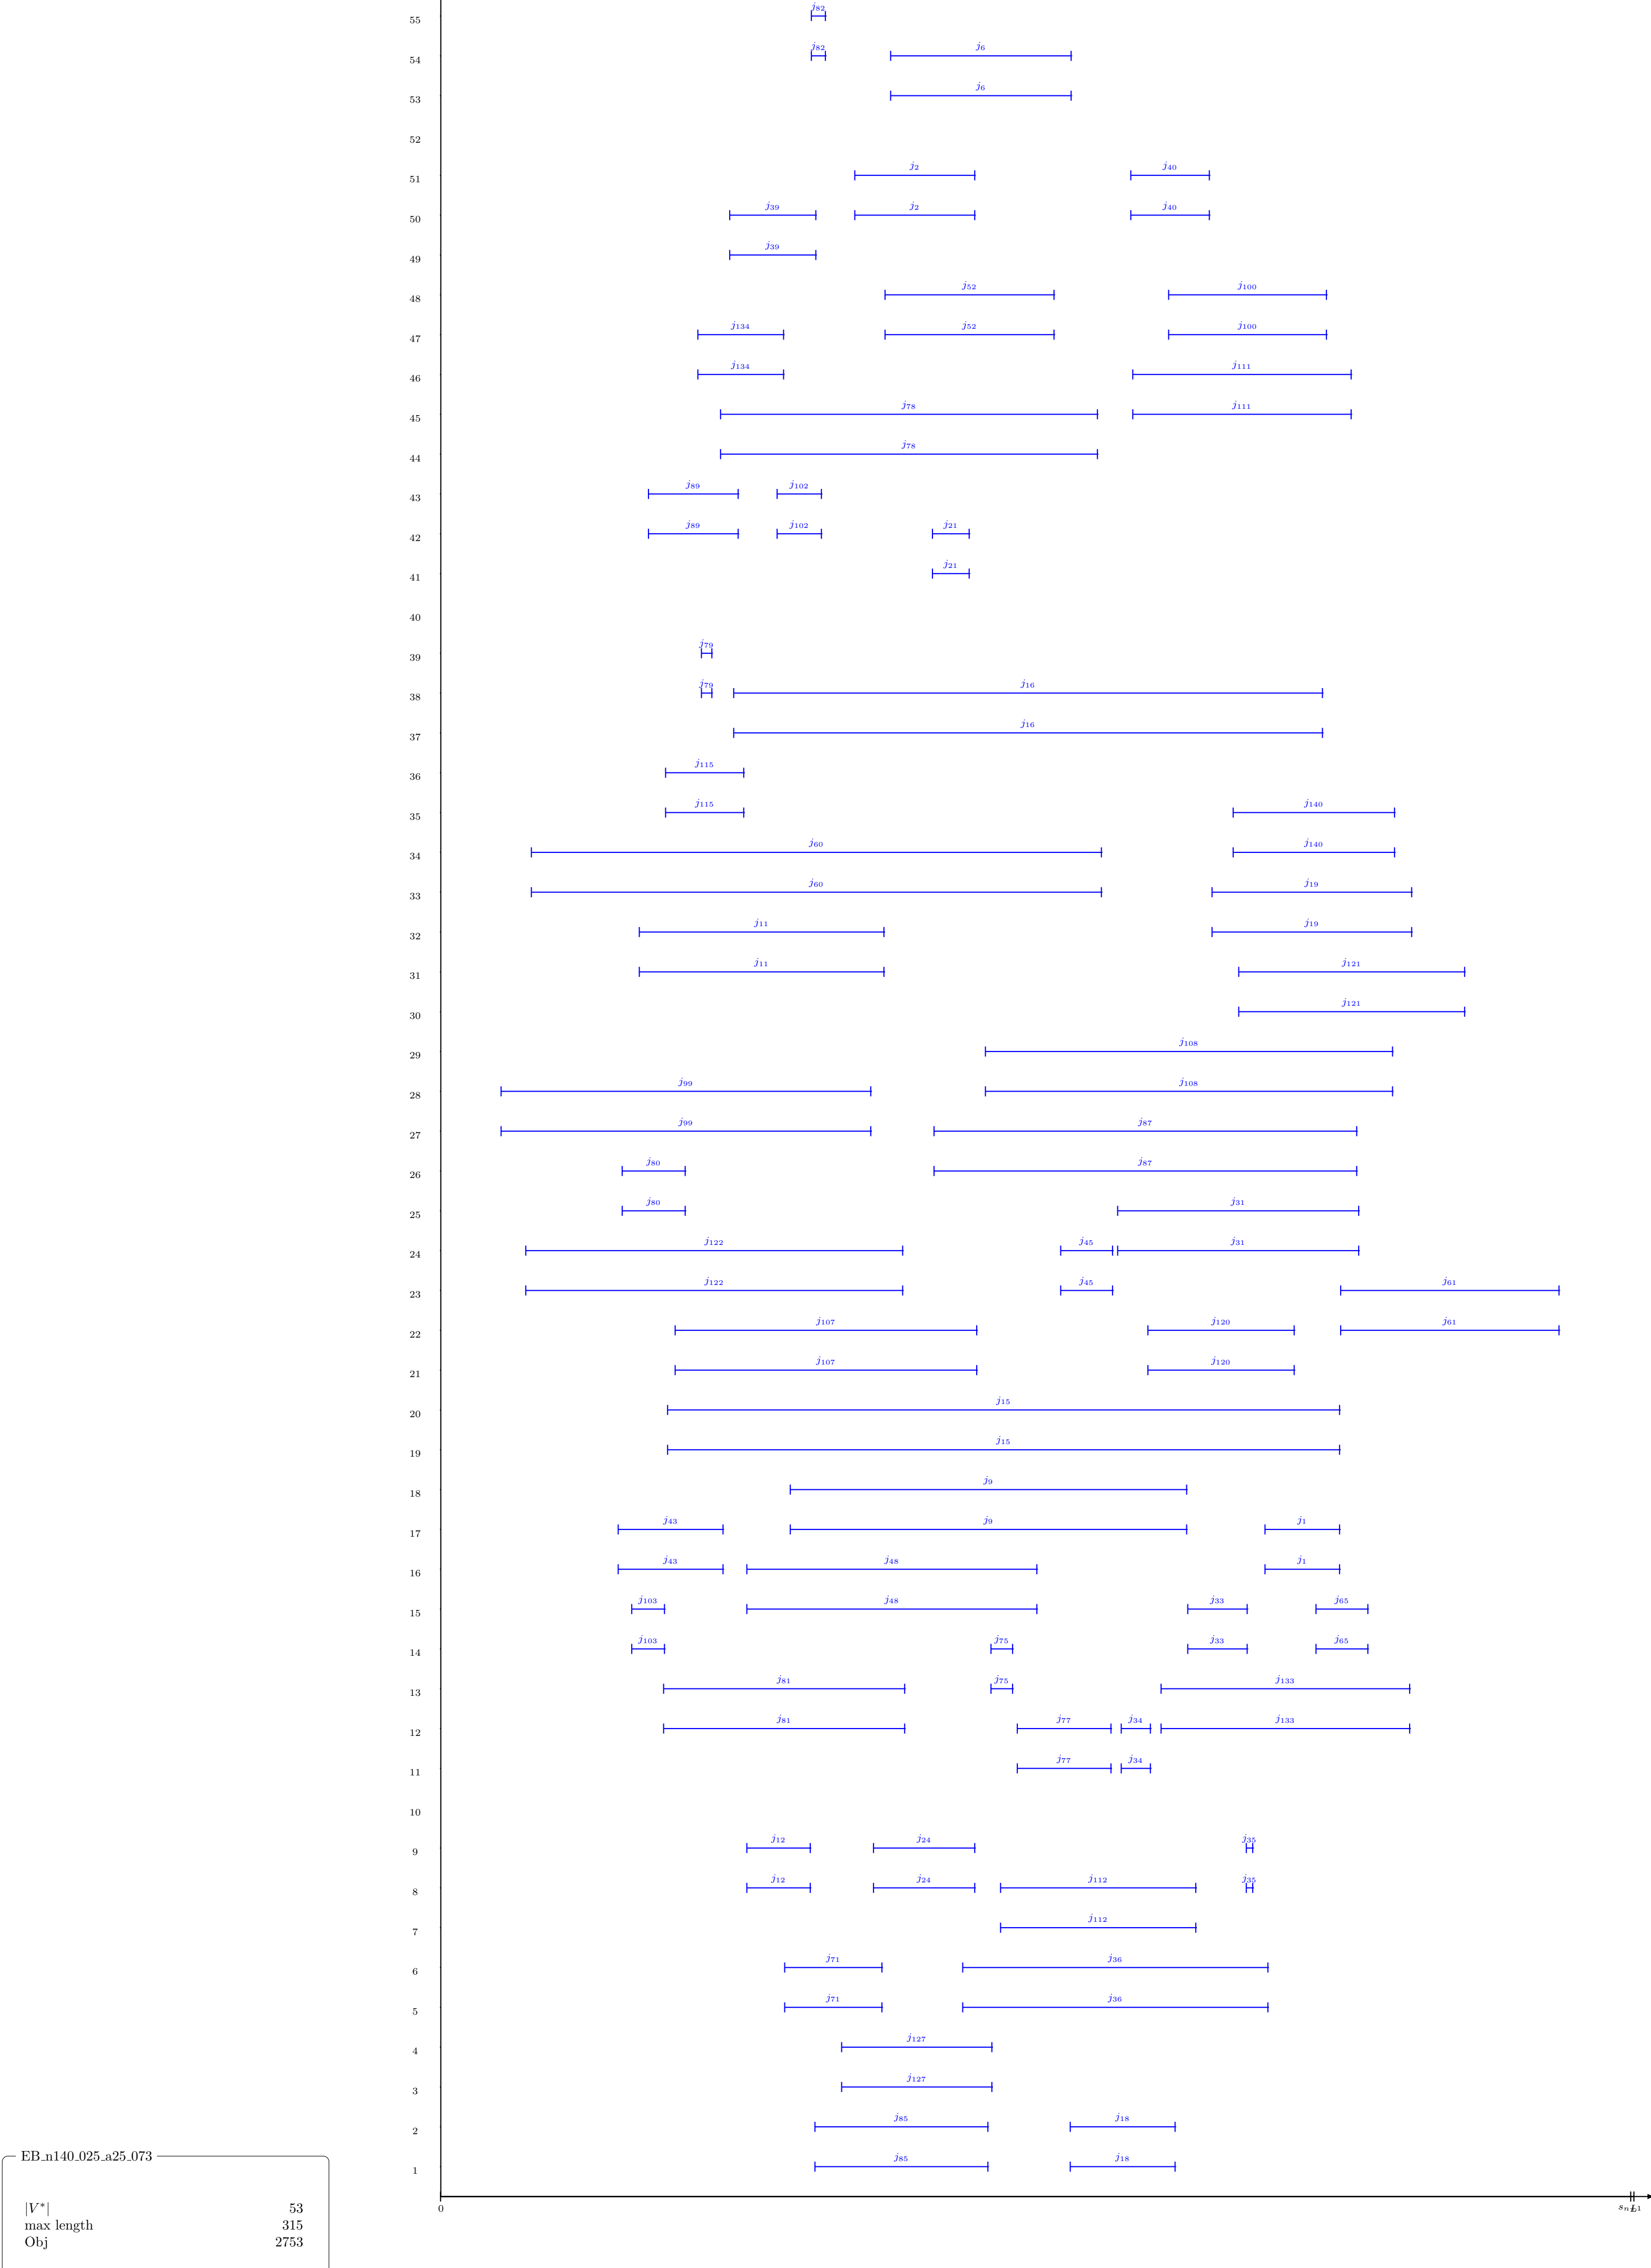 55 j82
54 j82 j6
53 j6
52
51 j2 j40
50 j39 j2 j40
49 j39
48 j52 j100
47 j134 j52 j100
46 j134 j111
45 j78 j111
44 j78
43 j89 j102
42 j89 j102 j21
41 j21
40
39 j79
38 j79 j16
37 j16
36 j115
35 j115 j140
34 j60 j140
33 j60 j19
32 j11 j19
31 j11 j121
30 j121
29 j108
28 j99 j108
27 j99 j87
26 j80 j87
25 j80 j31
24 j122 j45 j31
23 j122 j45 j61
22 j107 j120 j61
21 j107 j120
20 j15
19 j15
18 j9
17 j43 j9 j1
16 j43 j48 j1
15 j103 j48 j33 j65
14 j103 j75 j33 j65
13 j81 j75 j133
12 j81 j77 j34 j133
11 j77 j34
10
9 j12 j24 j35
8 j12 j24 j112 j35
7 j112
6 j71 j36
5 j71 j36
4 j127
3 j127
2 j85 j18
1 j85 j18
0
EB_n140_025_a25_073
|V*| 53
max length 315
Obj 2753